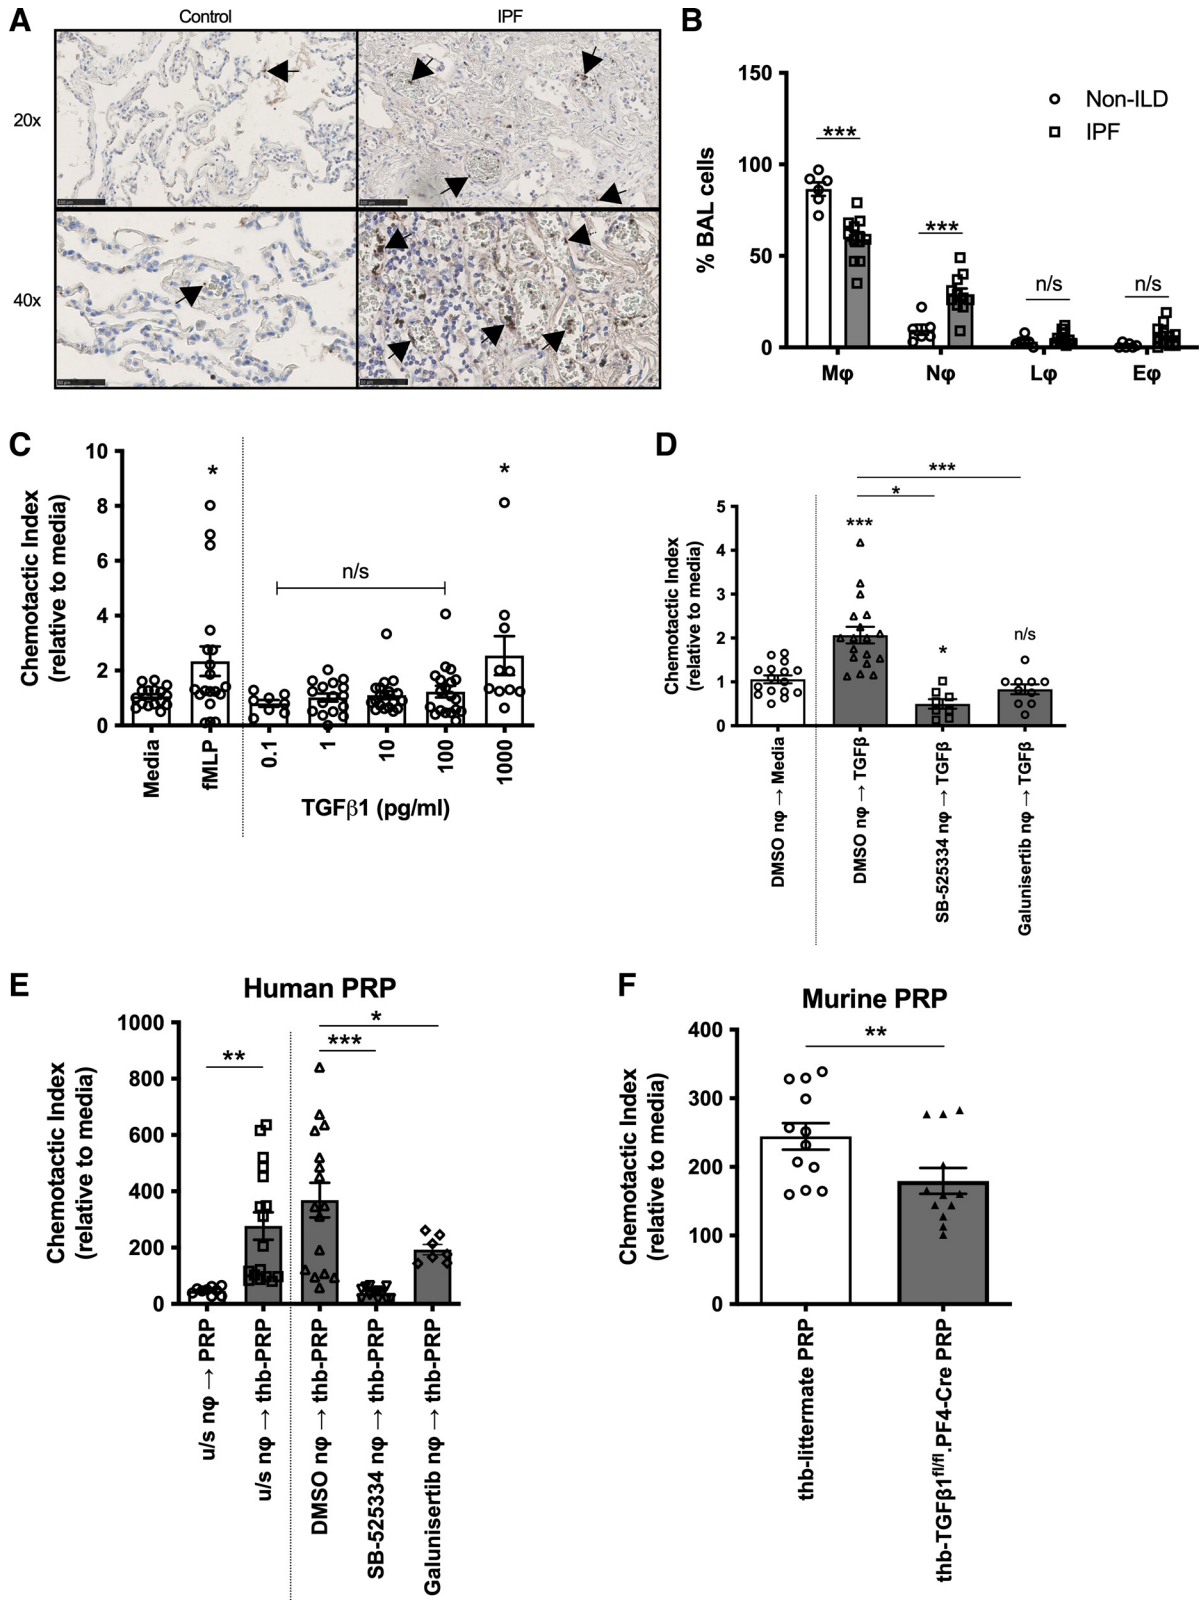 A
Control
IPF
20x
40x
B
% BAL cells
150
100
50
0
Non-ILD
IPF
***
***
n/s
n/s
Mφ
Nφ
Lφ
Eφ
C
Chemotactic Index
(relative to media)
10
8
6
4
2
0
*
n/s
*
Media
fMLP
0.1
1
10
100
1000
TGFβ1 (pg/ml)
D
Chemotactic Index
(relative to media)
5
4
3
2
1
0
***
*
***
*
n/s
DMSO nφ → Media
DMSO nφ → TGFβ
SB-525334 nφ → TGFβ
Galunisertib nφ → TGFβ
E
Human PRP
Chemotactic Index
(relative to media)
1000
800
600
400
200
0
**
*
***
u/s nφ → PRP
u/s nφ → thb-PRP
DMSO nφ → thb-PRP
SB-525334 nφ → thb-PRP
Galunisertib nφ → thb-PRP
F
Murine PRP
Chemotactic Index
(relative to media)
400
300
200
100
0
**
thb-littermate PRP
thb-TGFβ1fl/fl.PF4-Cre PRP